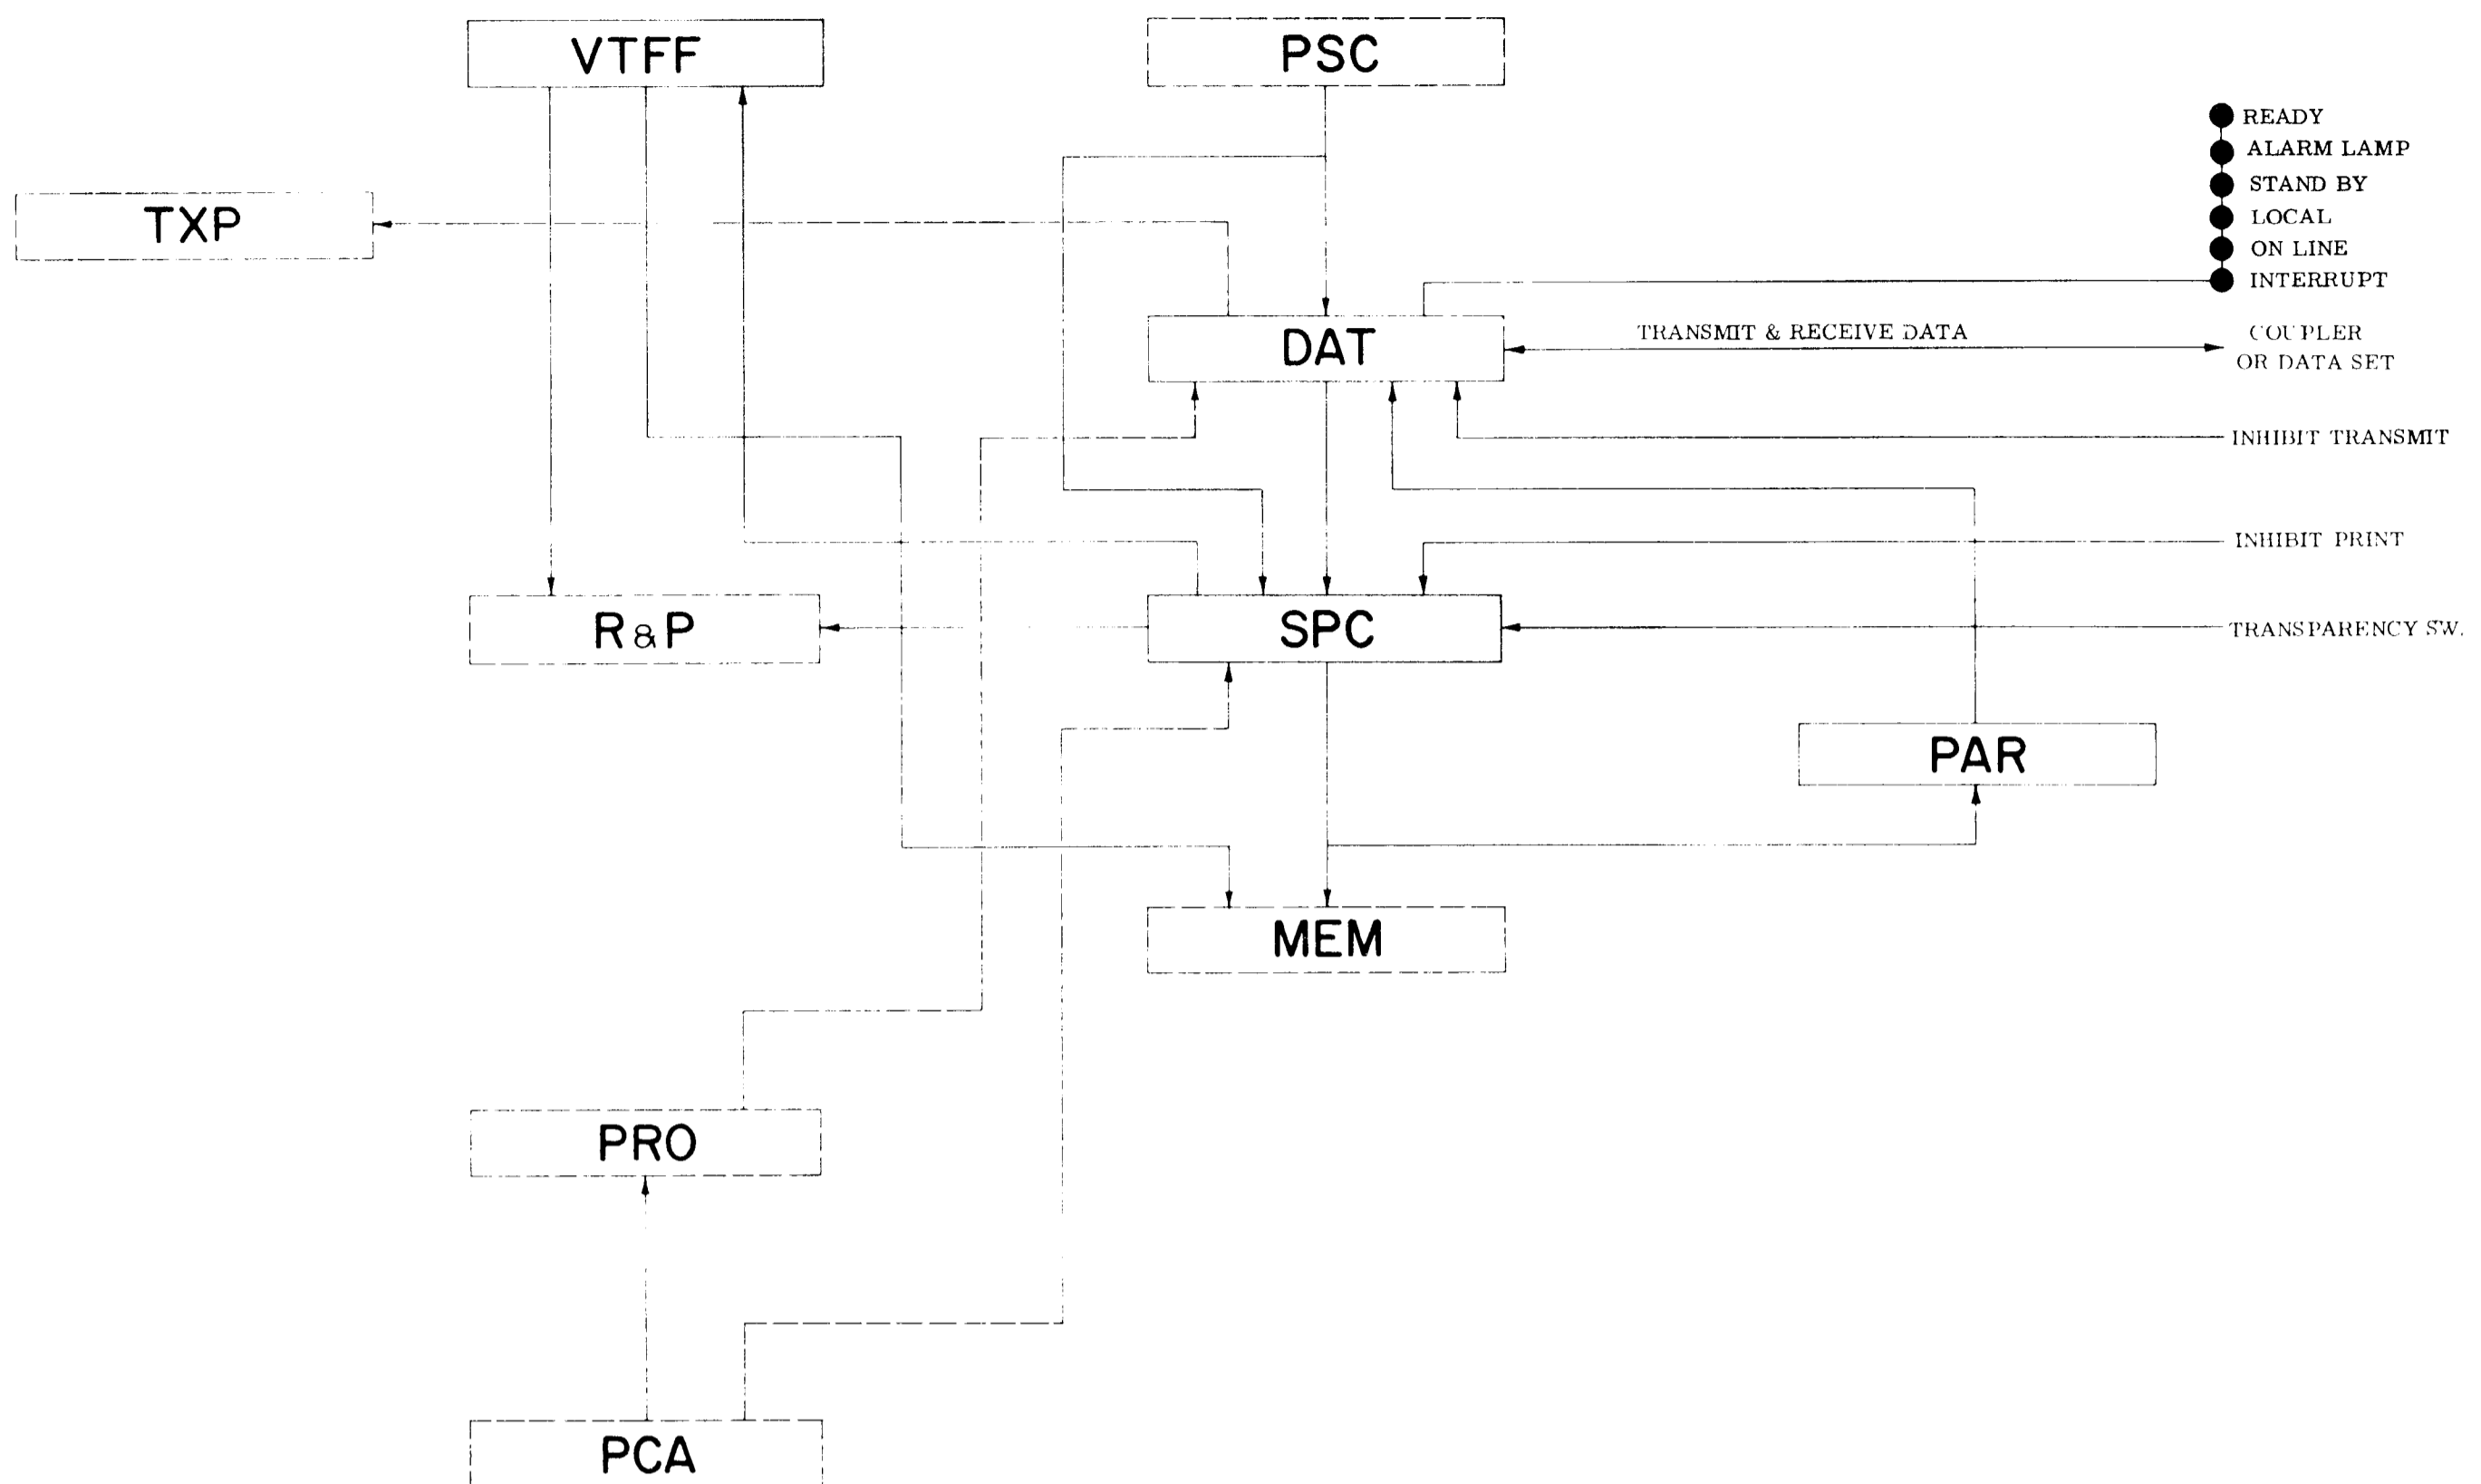 VTFF
PSC
READY
ALARM LAMP
STAND BY
LOCAL
ON LINE
INTERRUPT
TXP
DAT
TRANSMIT & RECEIVE DATA
COUPLER
OR DATA SET
INHIBIT TRANSMIT
INHIBIT PRINT
R&P
SPC
TRANSPARENCY SW.
PAR
MEM
PRO
PCA